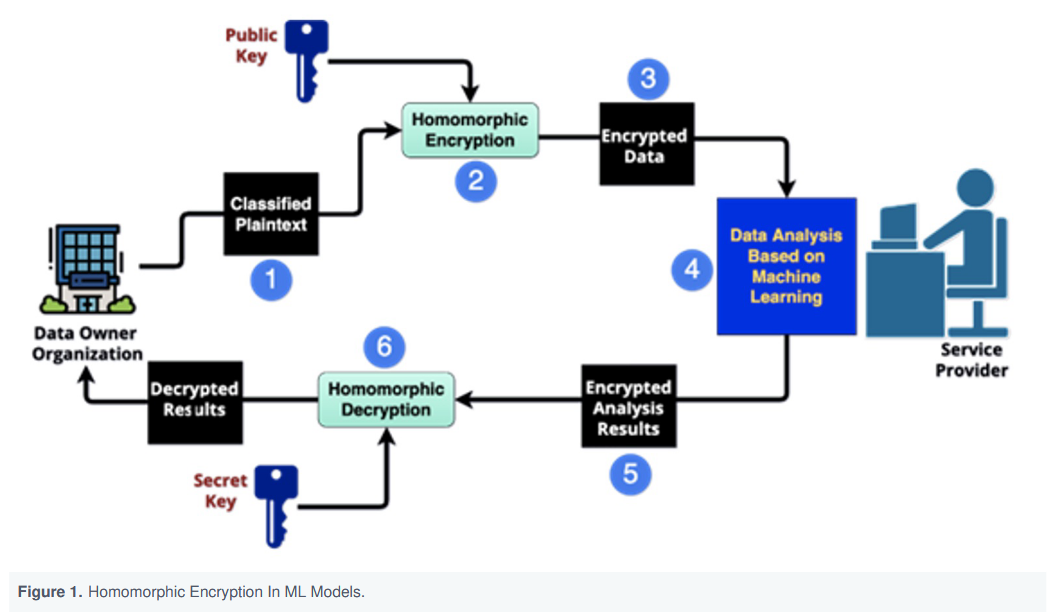 Public
Key
3
Homomorphic
Encryption
Encrypted
Data
2
Classified
Plaintext
1
Data Analysis
Based on
Machine
Learning
4
Data Owner
Organization
Service
Provider
6
Decrypted
Results
Homomorphic
Decryption
Encrypted
Analysis
Results
5
Secret
Key
Figure 1. Homomorphic Encryption In ML Models.